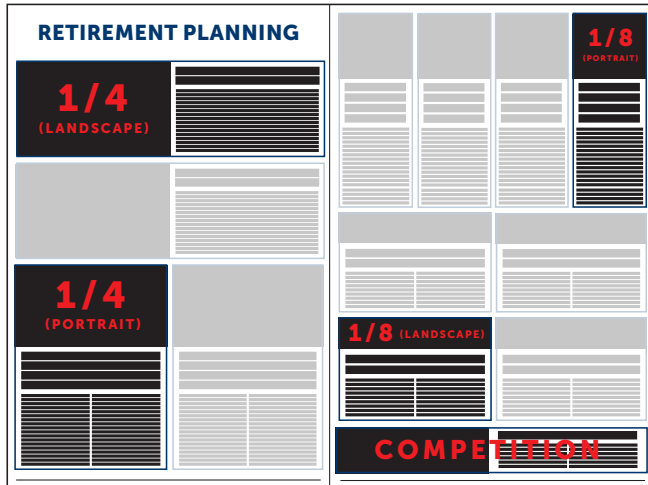 RETIREMENT PLANNING
1/4
(LANDSCAPE)
1/4
(PORTRAIT)
1/8
(PORTRAIT)
1/8 (LANDSCAPE)
COMPETITION